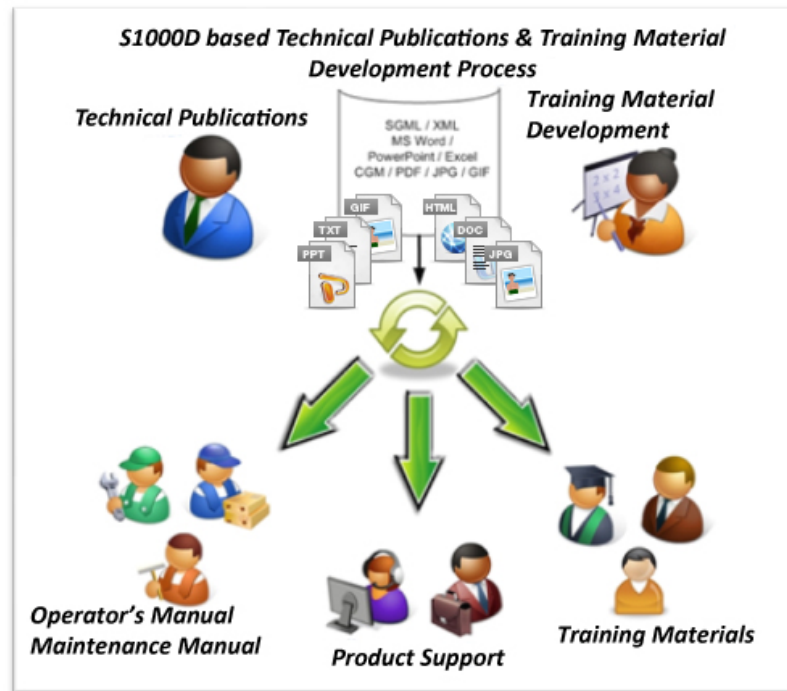 S1000D based Technical Publications & Training Material
Development Process
Technical Publications
Training Material
Development
SGML / XML
MS Word /
PowerPoint / Excel
CGM / PDF / JPG / GIF
2 x 2
3 x 4
GIF
HTML
TXT
DOC
PPT
JPG
Operator's Manual
Maintenance Manual
Product Support
Training Materials